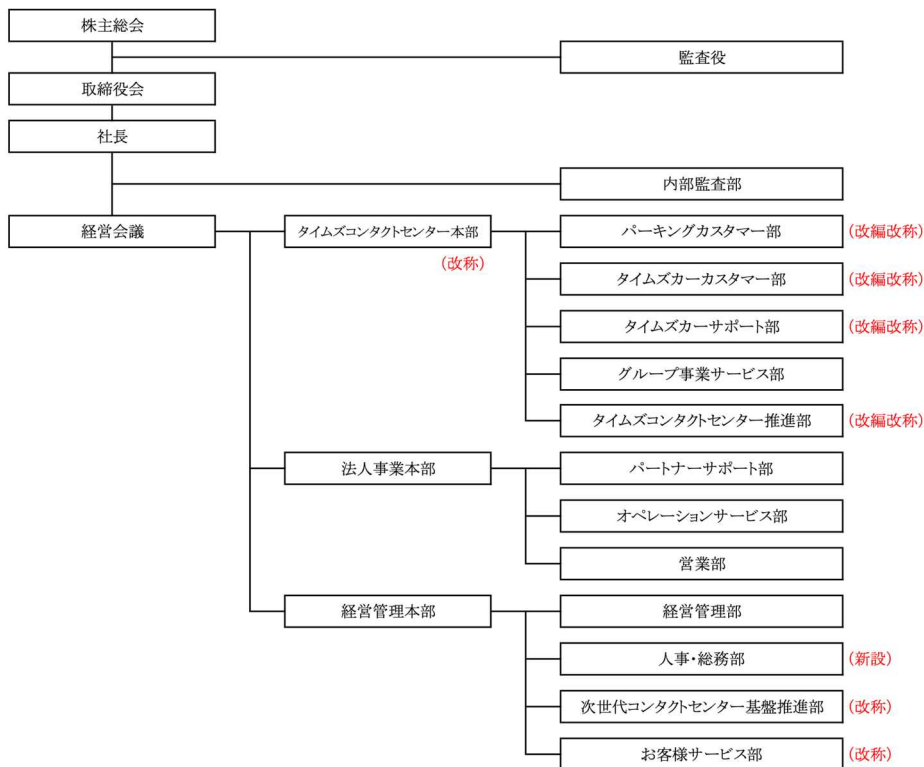 株主総会
監査役
取締役会
社長
内部監査部
経営会議
タイムズコンタクトセンター本部
(改称)
パーキングカスタマー部 (改編改称)
タイムズカーカスタマー部 (改編改称)
タイムズカーサポート部 (改編改称)
グループ事業サービス部
タイムズコンタクトセンター推進部 (改編改称)
法人事業本部
パートナーサポート部
オペレーションサービス部
営業部
経営管理本部
経営管理部
人事・総務部 (新設)
次世代コンタクトセンター基盤推進部 (改称)
お客様サービス部 (改称)